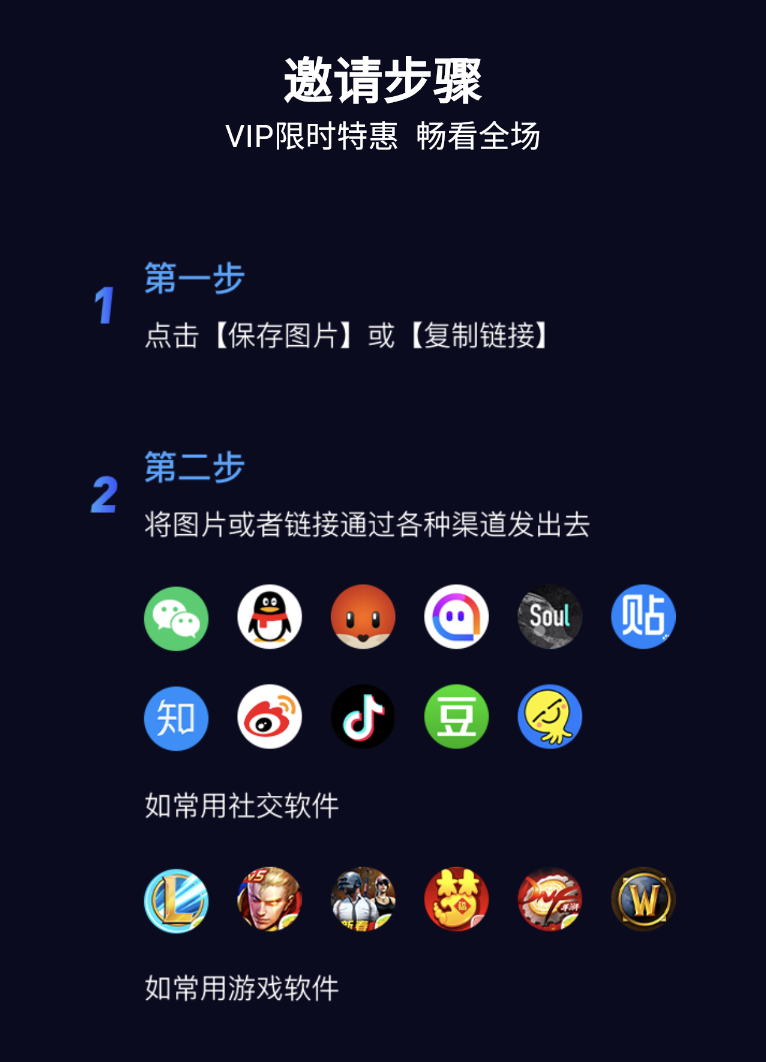 邀请步骤
VIP限时特惠 畅看全场
1
第一步
点击【保存图片】或【复制链接】
2
第二步
将图片或者链接通过各种渠道发出去
Soul
贴
知
豆
如常用社交软件
L
V5
梦
DNF
W
如常用游戏软件